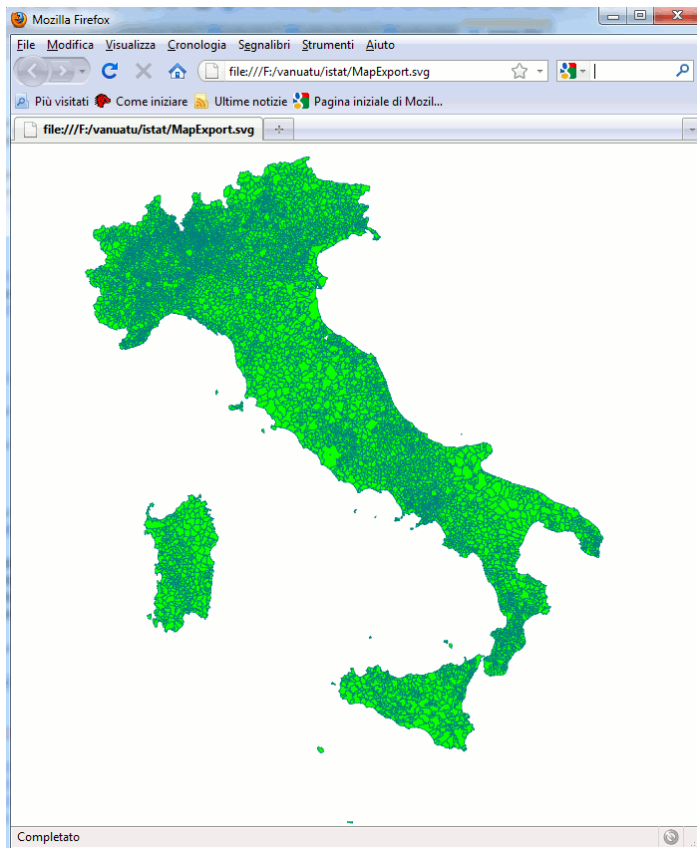 Mozilla Firefox
File Modifica Visualizza Cronologia Segnalibri Strumenti Aiuto
file:///F:/vanuatu/istat/MapExport.svg
Più visitati Come iniziare Ultime notizie Pagina iniziale di Mozil...
file:///F:/vanuatu/istat/MapExport.svg
Completato